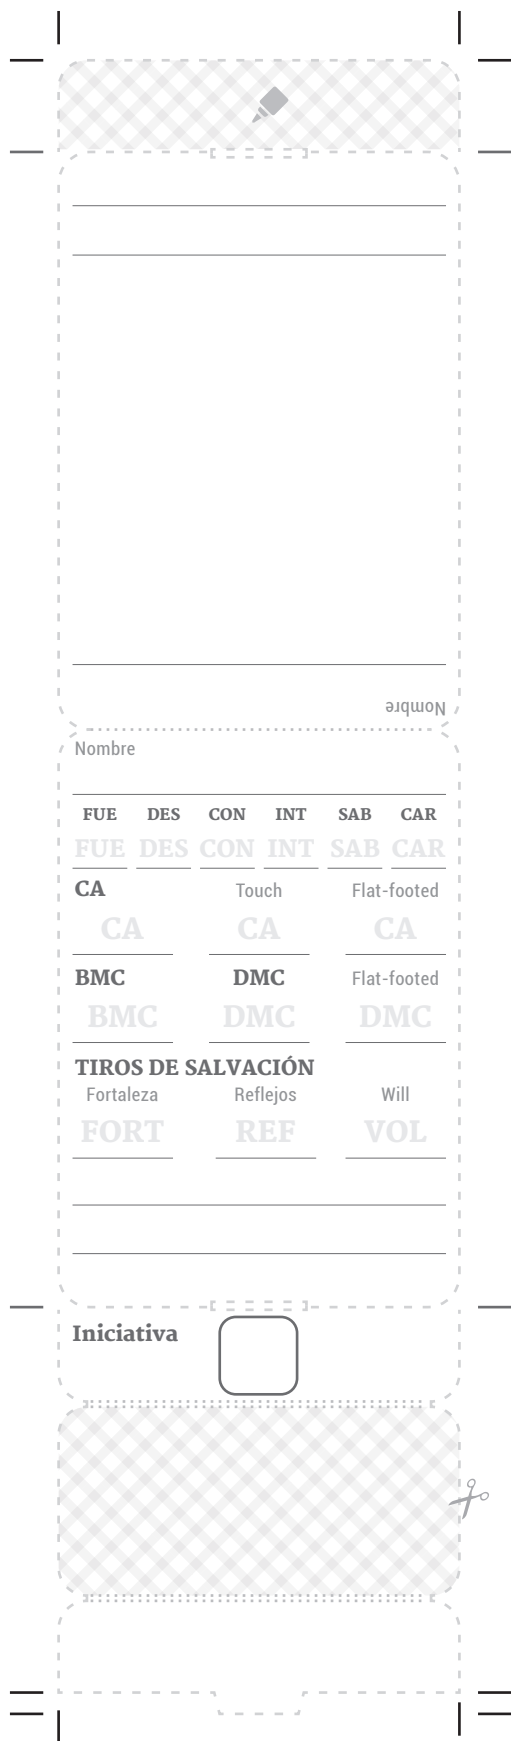 Nombre
Nombre
FUE DES CON INT SAB CAR
FUE DES CON INT SAB CAR
CA Touch Flat-footed
CA CA CA
BMC DMC Flat-footed
BMC DMC DMC
TIROS DE SALVACIÓN
Fortaleza Reflejos Will
FORT REF VOL
Iniciativa